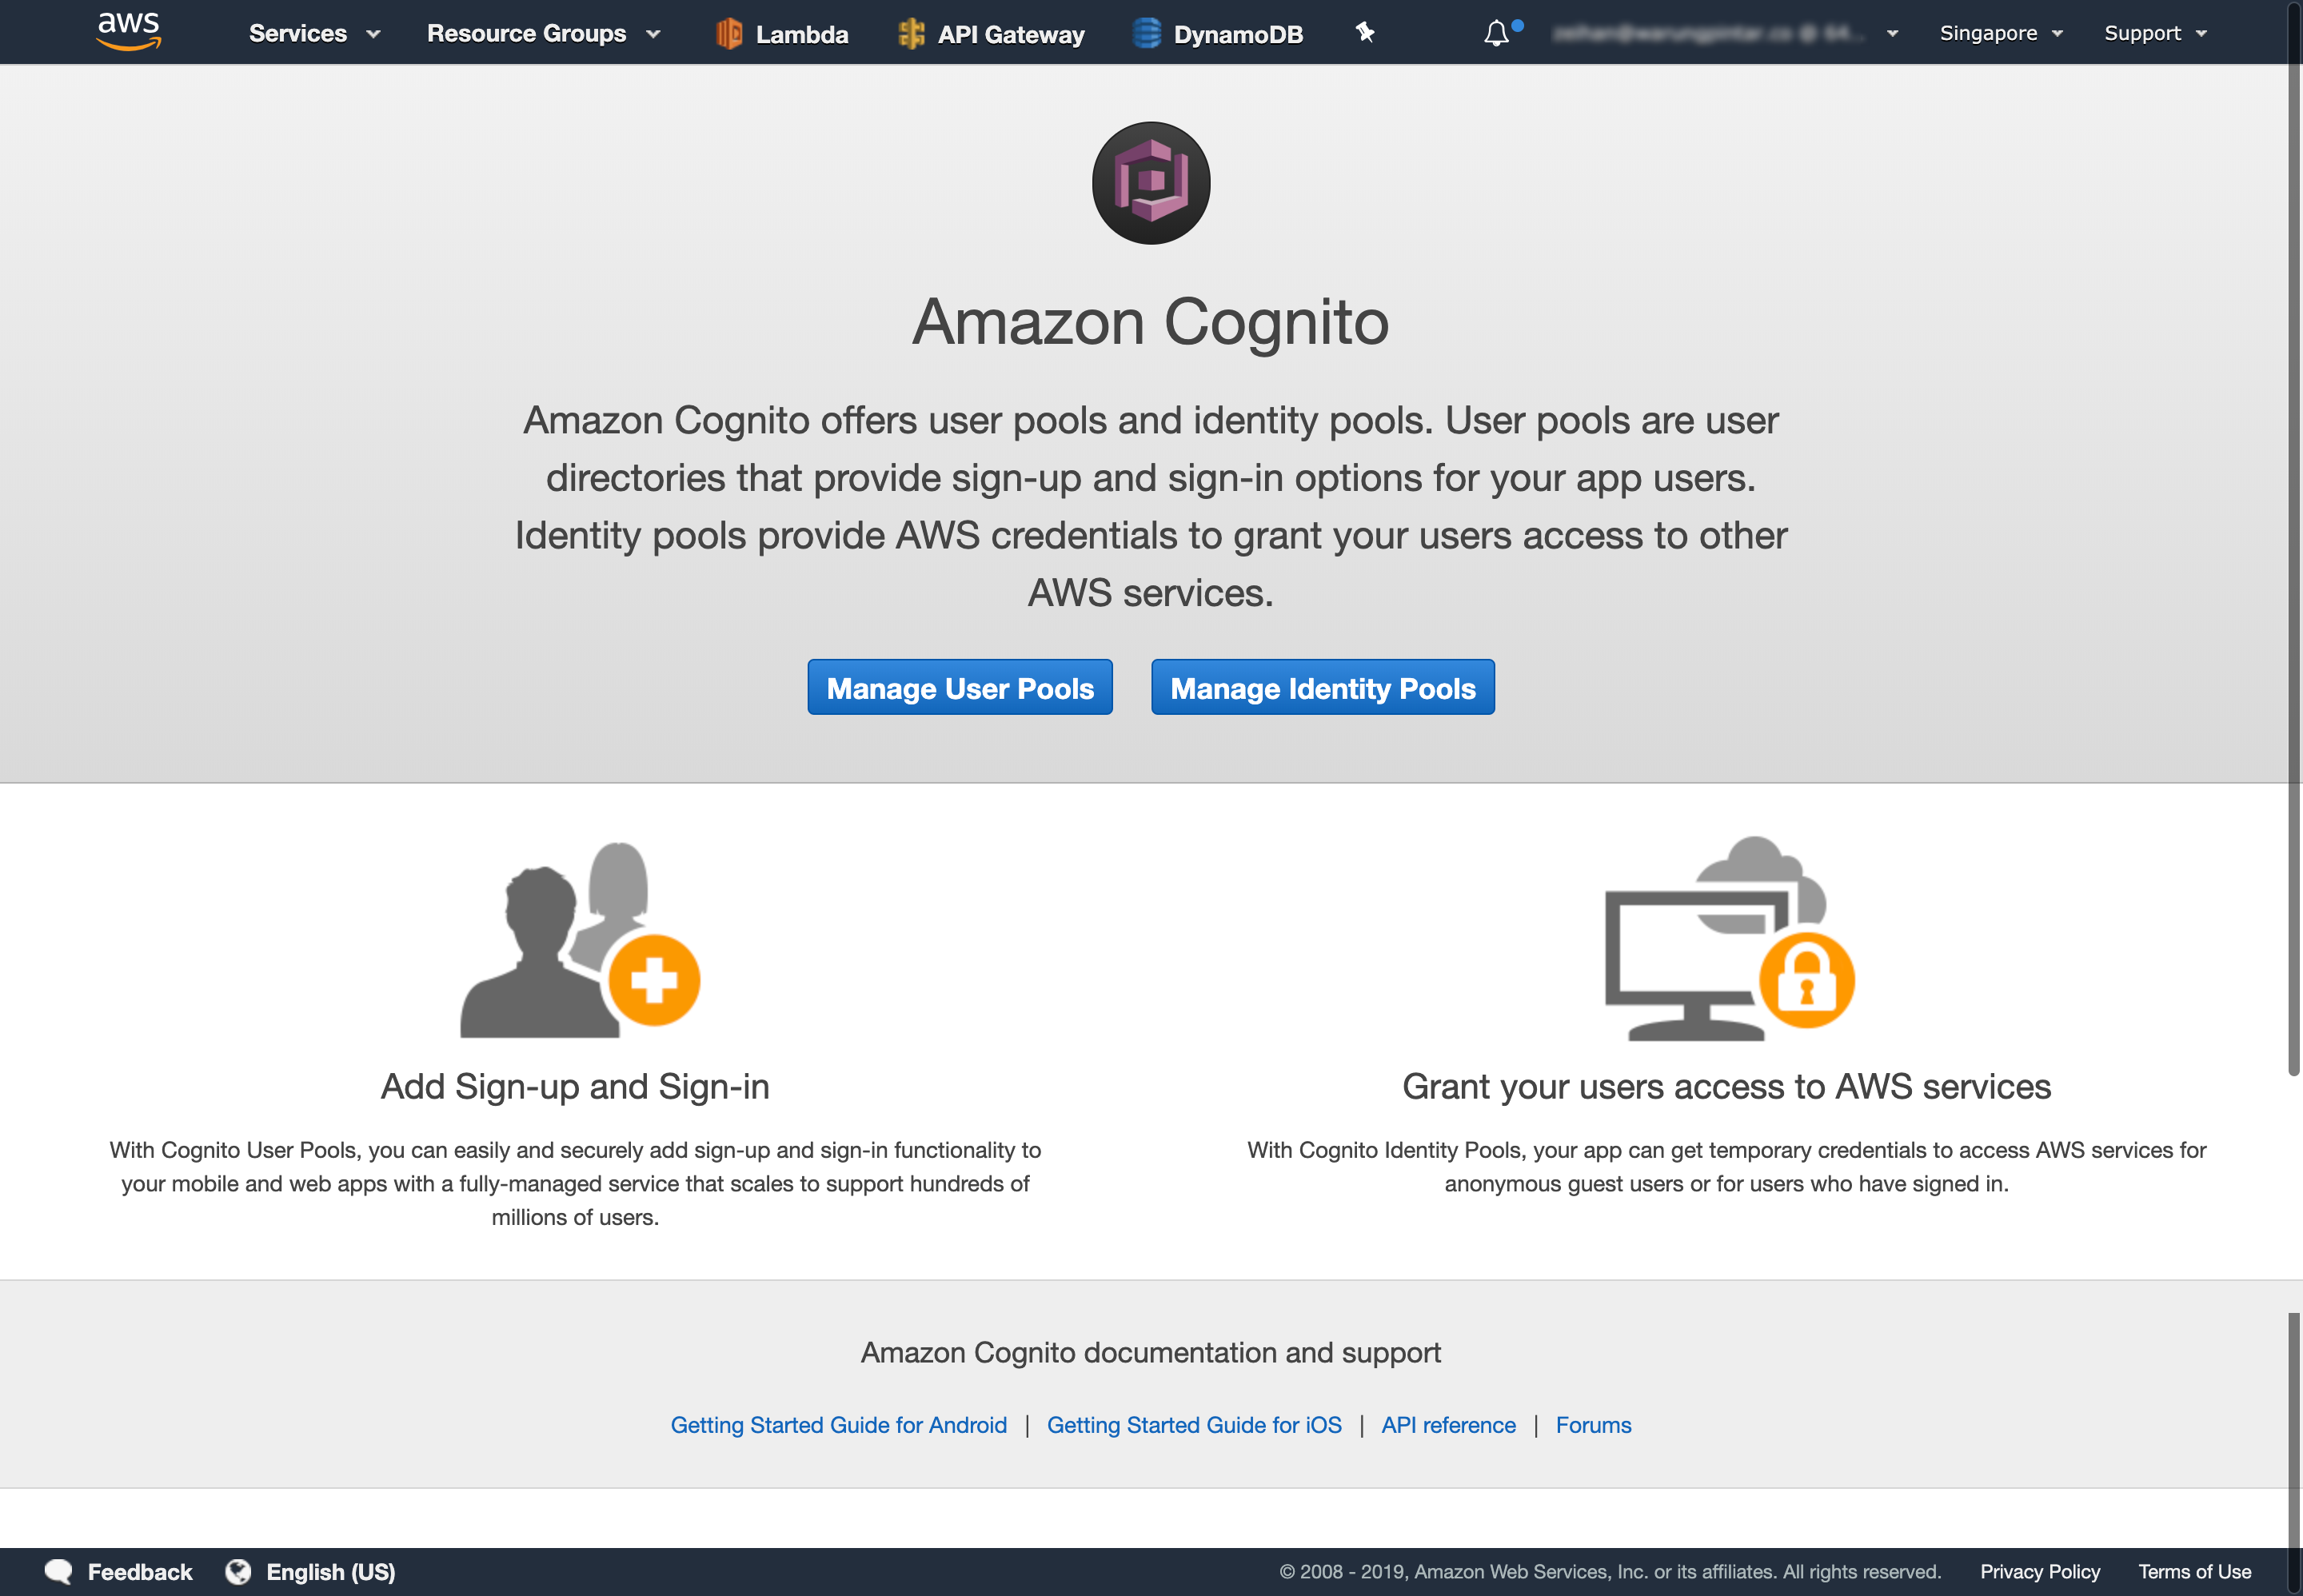 aws Services Resource Groups Lambda API Gateway DynamoDB Singapore Support
Amazon Cognito
Amazon Cognito offers user pools and identity pools. User pools are user
directories that provide sign-up and sign-in options for your app users.
Identity pools provide AWS credentials to grant your users access to other
AWS services.
Manage User Pools Manage Identity Pools
Add Sign-up and Sign-in
With Cognito User Pools, you can easily and securely add sign-up and sign-in functionality to
your mobile and web apps with a fully-managed service that scales to support hundreds of
millions of users.
Grant your users access to AWS services
With Cognito Identity Pools, your app can get temporary credentials to access AWS services for
anonymous guest users or for users who have signed in.
Amazon Cognito documentation and support
Getting Started Guide for Android | Getting Started Guide for iOS | API reference | Forums
Feedback English (US) © 2008 - 2019, Amazon Web Services, Inc. or its affiliates. All rights reserved. Privacy Policy Terms of Use